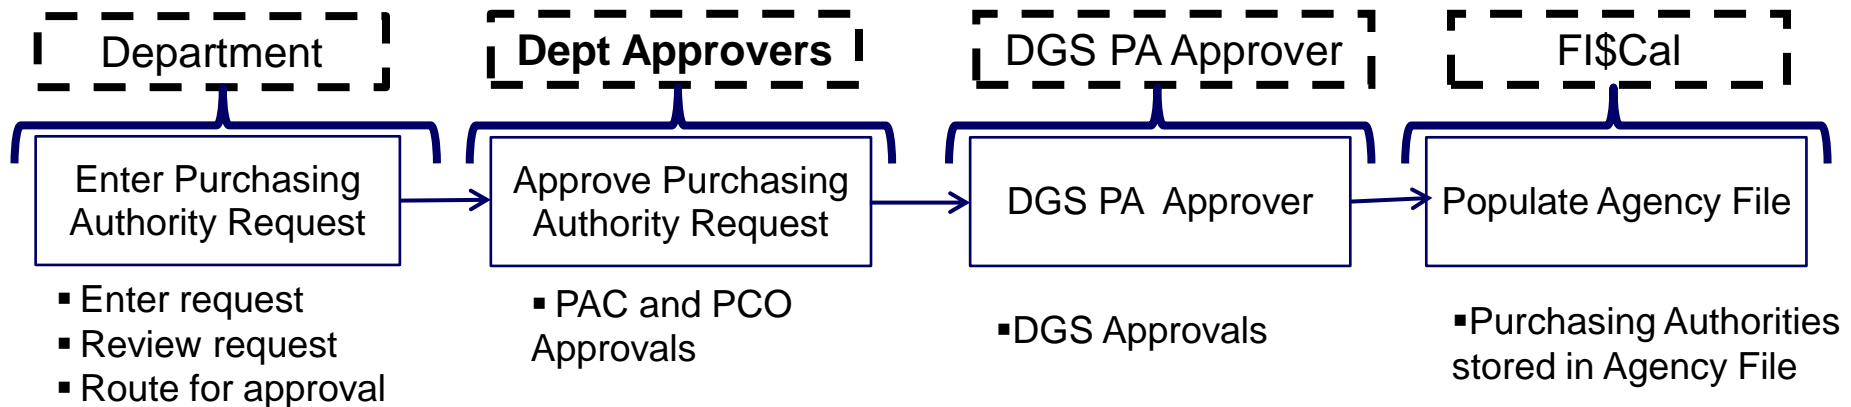 Department
Dept Approvers
DGS PA Approver
FI$Cal
Enter Purchasing
Authority Request
Approve Purchasing
Authority Request
DGS PA Approver
Populate Agency File
▪ Enter request
▪ Review request
▪ Route for approval
▪ PAC and PCO
Approvals
▪DGS Approvals
▪Purchasing Authorities
stored in Agency File